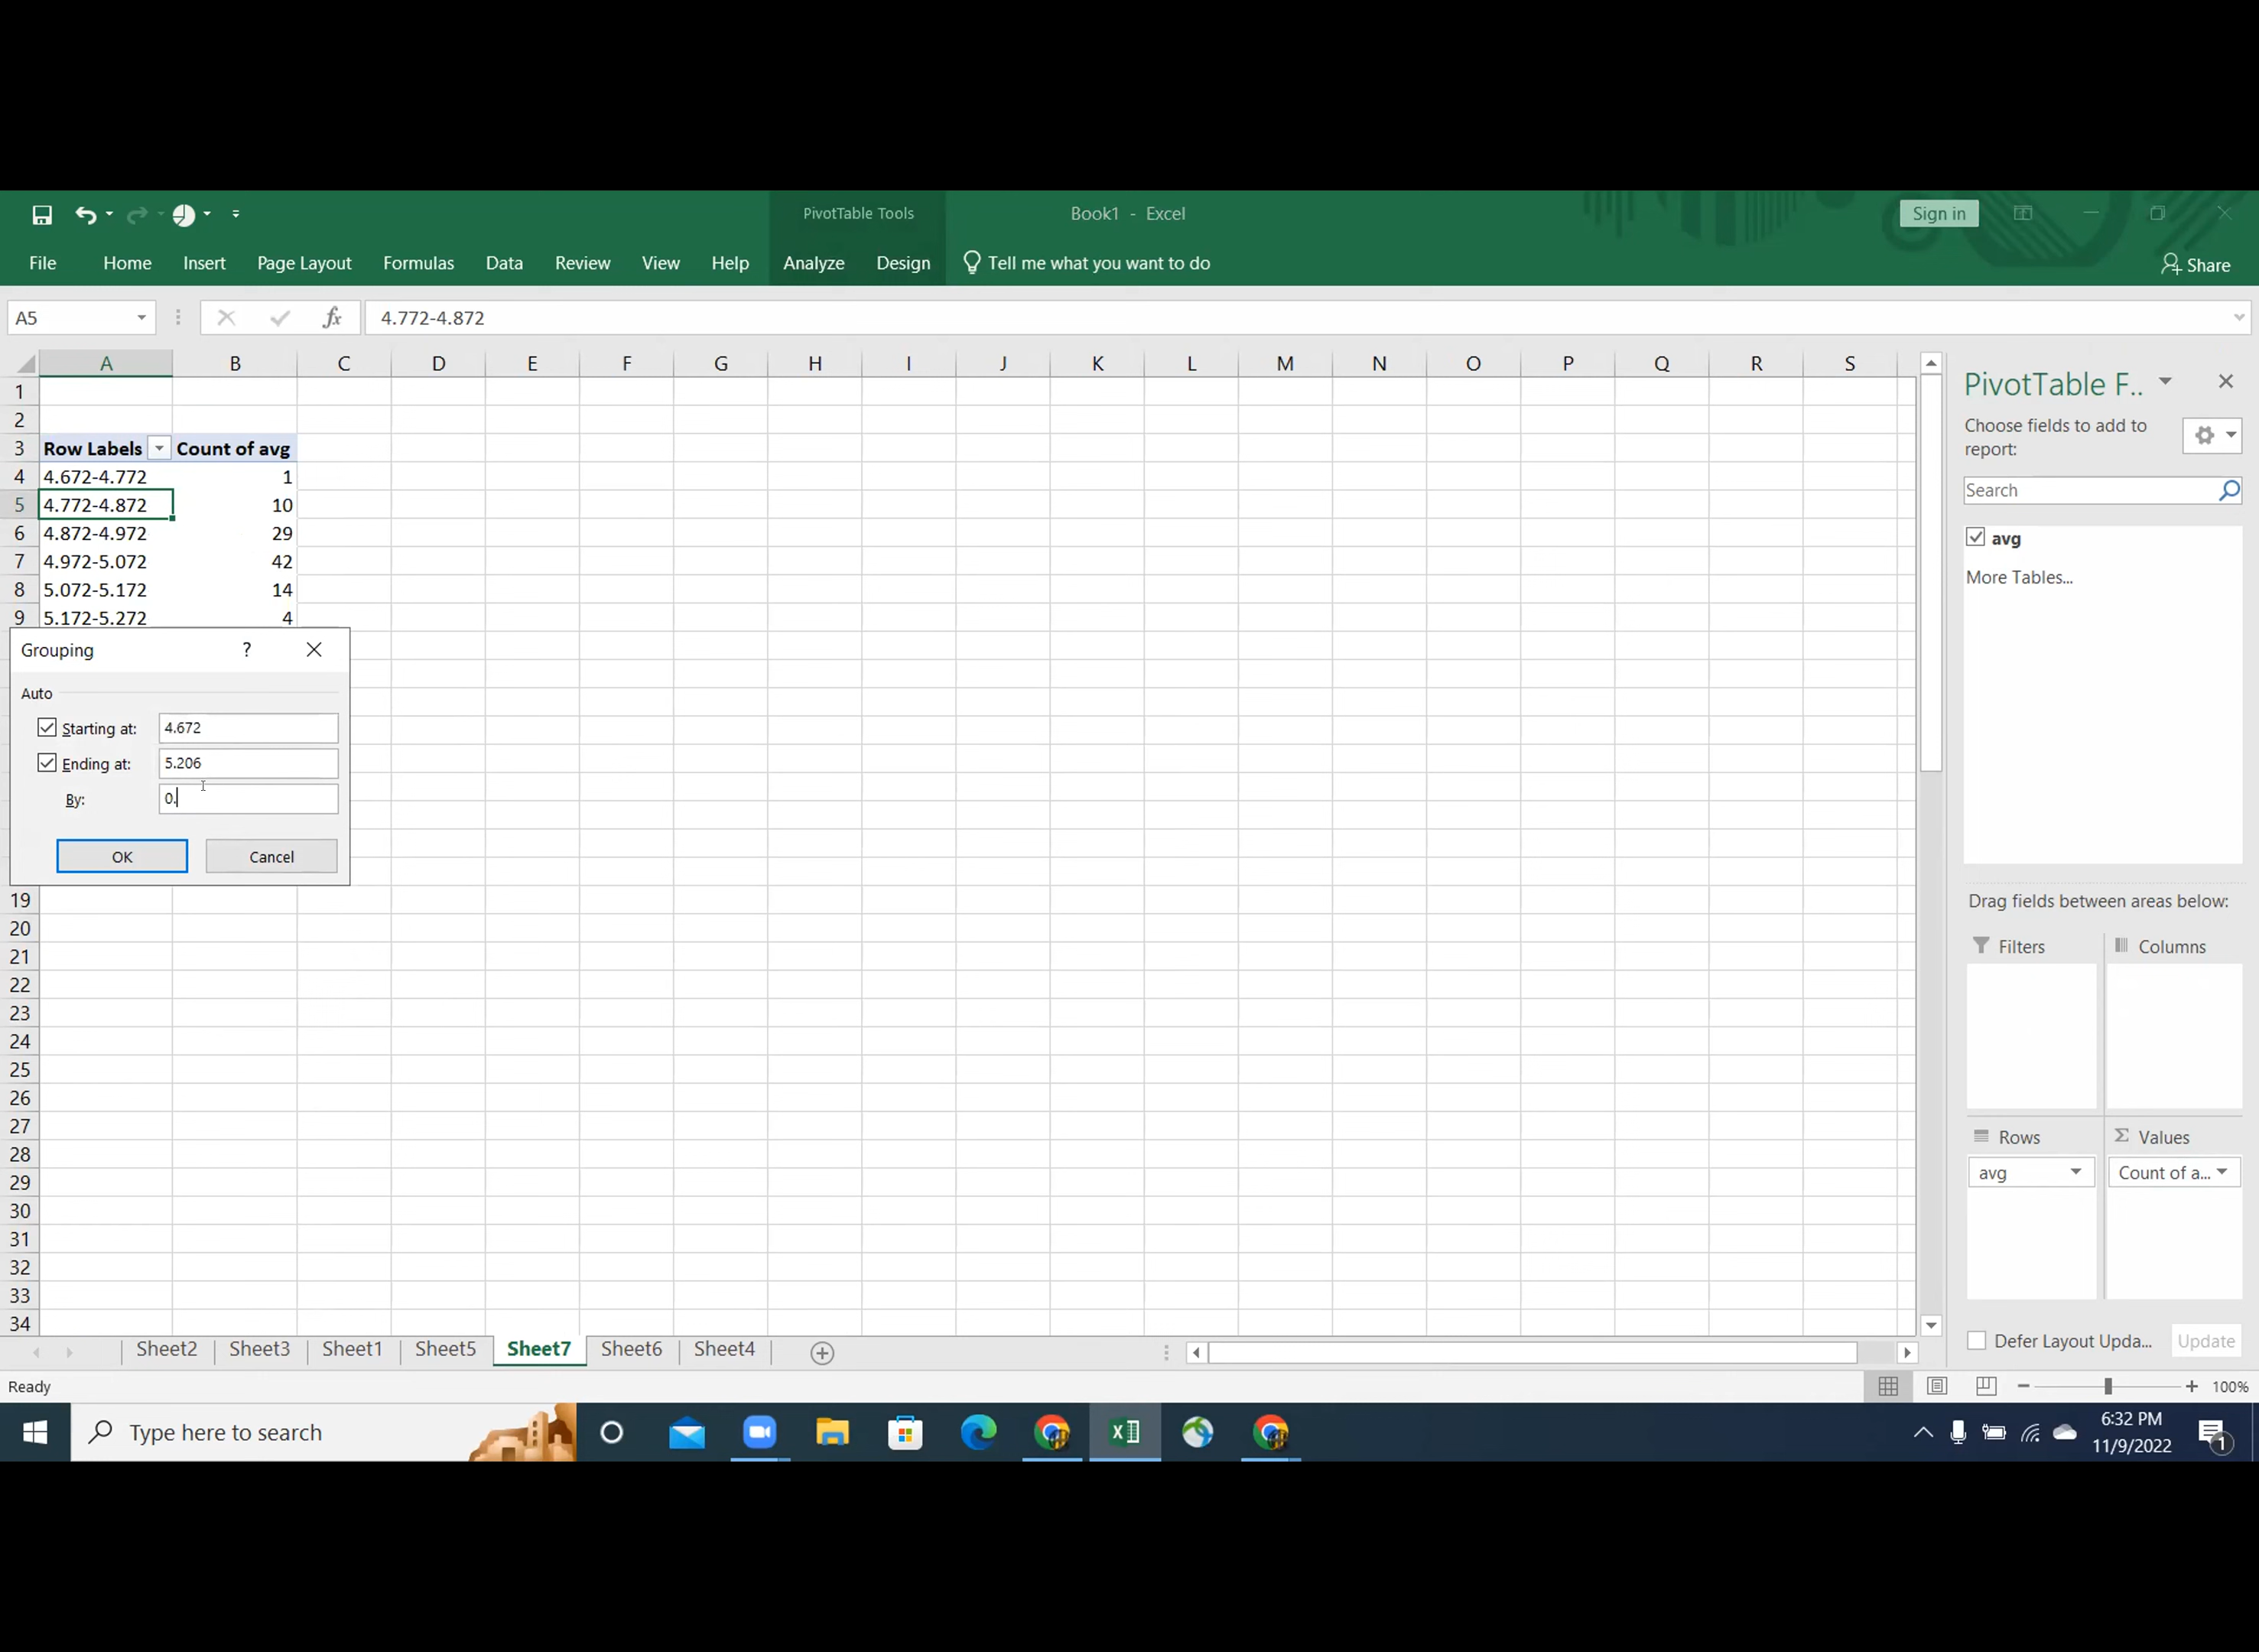 PivotTable Tools
Book1 - Excel
Sign in
File Home Insert Page Layout Formulas Data Review View Help Analyze Design Tell me what you want to do
Share
A5
fx
4.772-4.872
A B C D E F G H I J K L M N O P Q R S
1
2
3 Row Labels Count of avg
4 4.672-4.772 1
5 4.772-4.872 10
6 4.872-4.972 29
7 4.972-5.072 42
8 5.072-5.172 14
9 5.172-5.272 4
Grouping ?
Auto
Starting at: 4.672
Ending at: 5.206
By: 0.
OK Cancel
19
20
21
22
23
24
25
26
27
28
29
30
31
32
33
34
PivotTable F..
Choose fields to add to
report:
Search
avg
More Tables...
Drag fields between areas below:
Filters Columns
Rows Σ Values
avg Count of a...
Defer Layout Upda... Update
Sheet2 Sheet3 Sheet1 Sheet5 Sheet7 Sheet6 Sheet4
Ready
100%
Type here to search
6:32 PM
11/9/2022
1